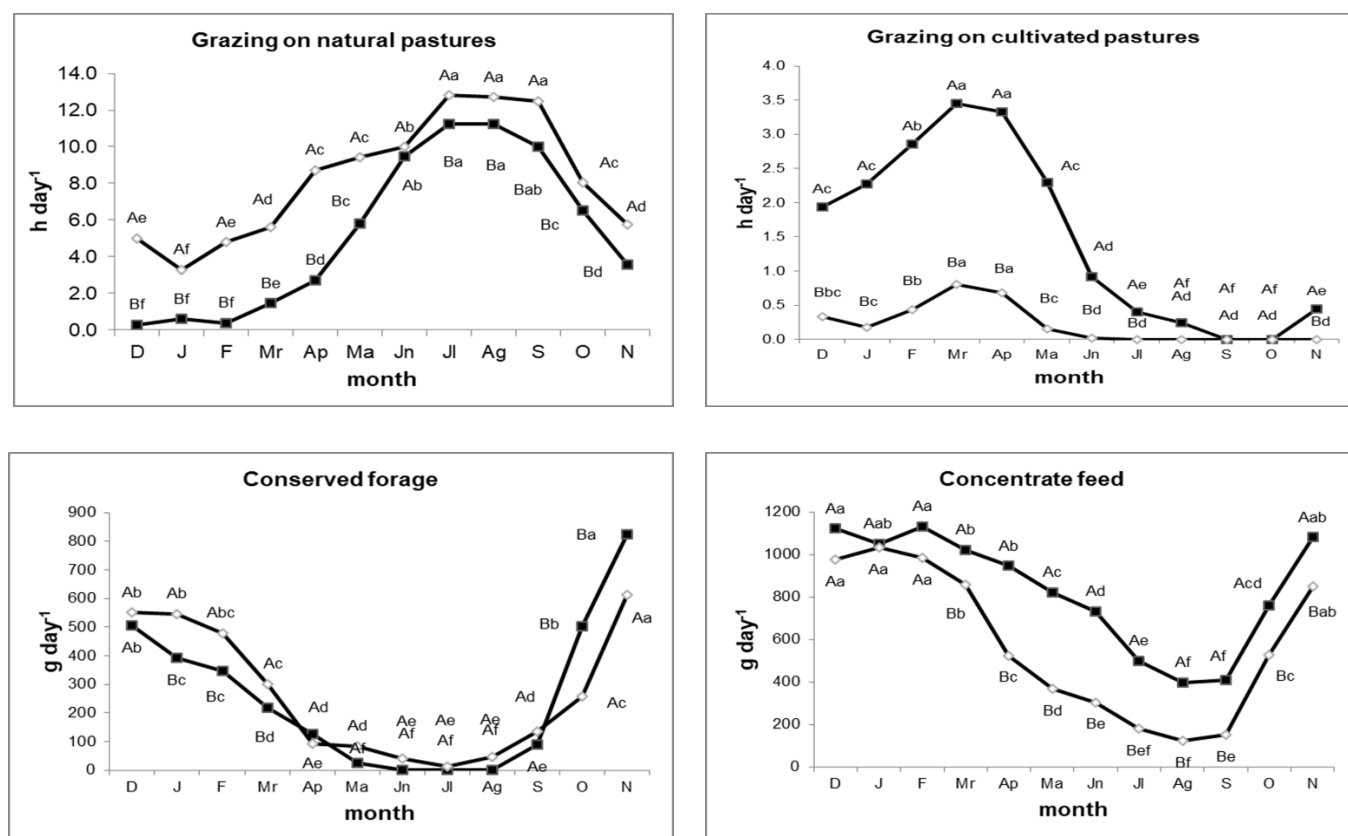 Grazing on natural pastures
h day-1
14.0
12.0
10.0
8.0
6.0
4.0
2.0
0.0
Ae Af Ae Ad Ac Ac Ab Aa Aa Aa Ac Ad
Bf Bf Bf Be Bd Bc Ab Ba Ba Bab Bc Bd
D J F Mr Ap Ma Jn Jl Ag S O N
month
Grazing on cultivated pastures
h day-1
4.0
3.5
3.0
2.5
2.0
1.5
1.0
0.5
0.0
Ac Ac Ab Aa Aa Ac Ad Ae Af Af Af Ae
Bbc Bc Bb Ba Ba Bc Bd Bd Ad Ad Ad Bd
D J F Mr Ap Ma Jn Jl Ag S O N
month
Conserved forage
g day-1
900
800
700
600
500
400
300
200
100
0
Ab Ab Abc Ac Ad Ad Ae Ae Ae Ad Bb Ba
Ab Bc Bc Bd Ae Af Af Af Af Ae Ac Aa
D J F Mr Ap Ma Jn Jl Ag S O N
month
Concentrate feed
g day-1
1200
1000
800
600
400
200
0
Aa Aab Aa Ab Ab Ac Ad Ae Af Af Acd Aab
Aa Aa Aa Bb Bc Bd Be Bef Bf Be Bc Bab
D J F Mr Ap Ma Jn Jl Ag S O N
month